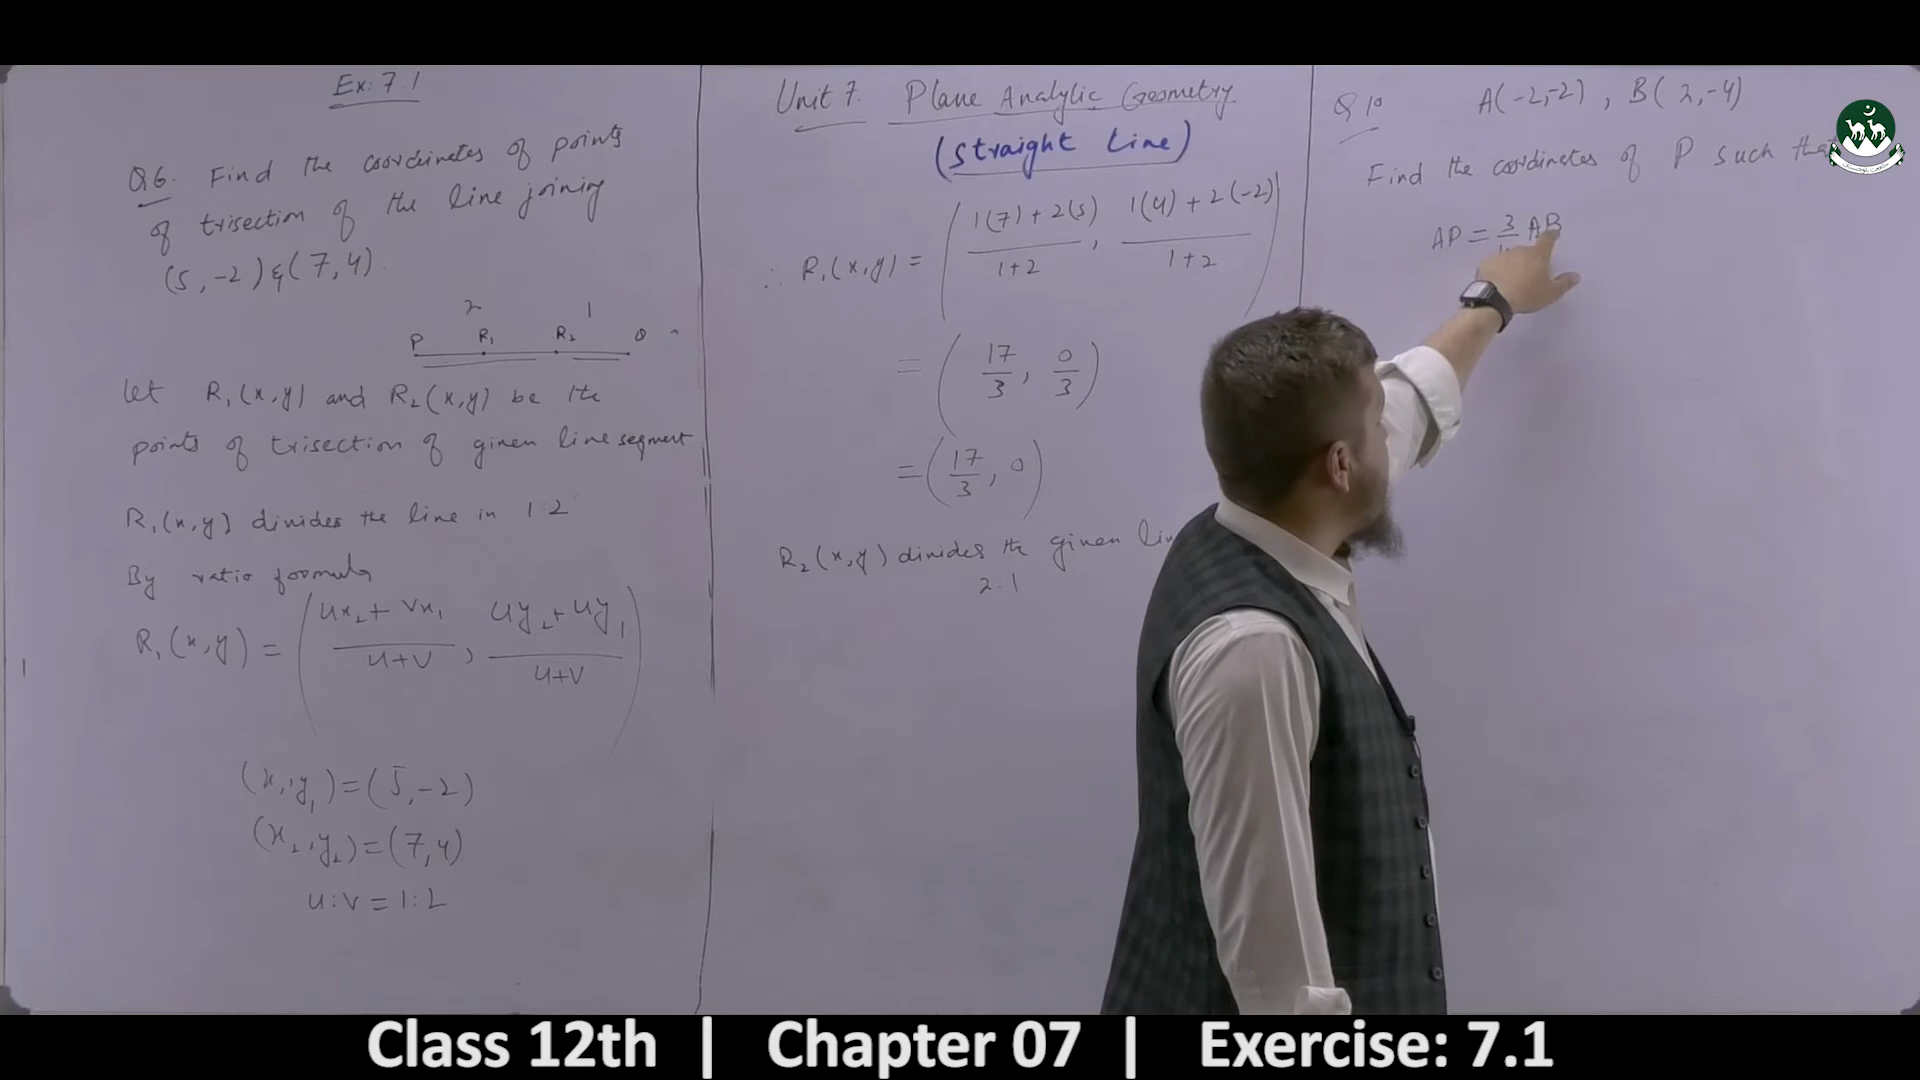 Ex: 7.1
Q6. Find the coordinates of points
of trisection of the line joining
(5, -2) & (7, 4).
2 1
P R₁ R₂
Let R₁(x,y) and R₂(x,y) be the
points of trisection of given line segment
R₁(x,y) divides the line in 1:2
By ratio formula
R₁(x,y) = ( ux₂ + vx₁ / u+v , uy₂ + uy₁ / u+v )
(x₁,y₁) = (5,-2)
(x₂,y₂) = (7,4)
u:v = 1:2
Unit 7. Plane Analytic Geometry
(Straight Line)
∴ R₁(x,y) = ( 1(7)+2(5) / 1+2 , 1(4)+2(-2) / 1+2 )
= ( 17/3 , 0/3 )
= ( 17/3 , 0 )
R₂(x,y) divides the given
2:1
Q 10 A(-2,-2) , B(2,-4)
Find the coordinates of P such
AP = 3 AB
Class 12th | Chapter 07 | Exercise: 7.1